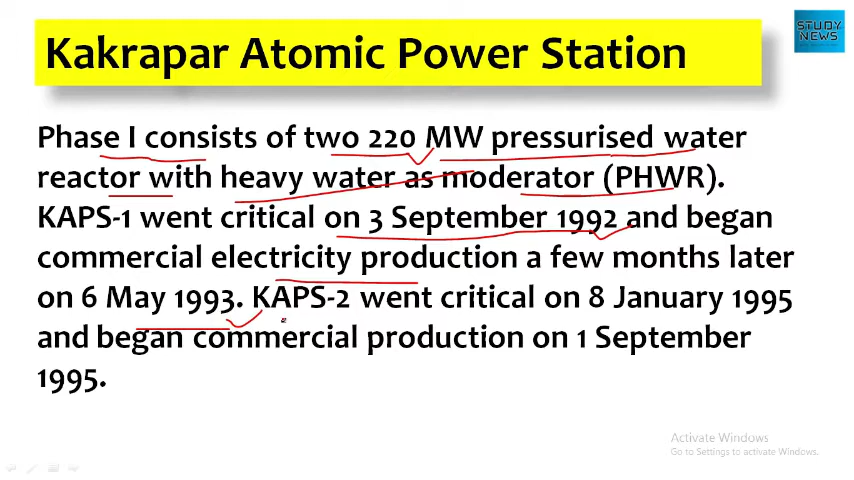 STUDY
NEWS
Kakrapar Atomic Power Station
Phase I consists of two 220 MW pressurised water
reactor with heavy water as moderator (PHWR).
KAPS-1 went critical on 3 September 1992 and began
commercial electricity production a few months later
on 6 May 1993. KAPS-2 went critical on 8 January 1995
and began commercial production on 1 September
1995.
Activate Windows
Go to Settings to activate Windows.